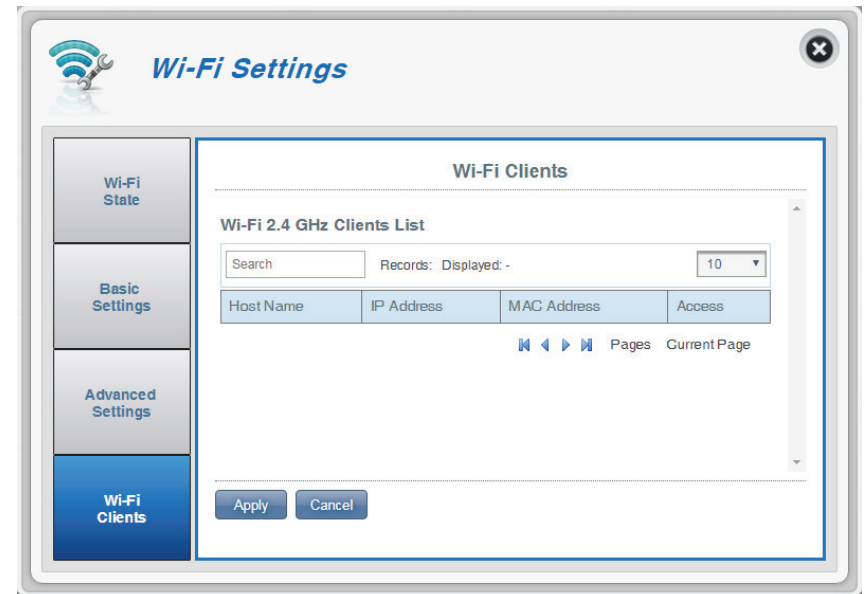 Wi-Fi Settings
Wi-Fi
State
Basic
Settings
Advanced
Settings
Wi-Fi
Clients
Wi-Fi Clients
Wi-Fi 2.4 GHz Clients List
Search Records: Displayed: - 10
Host Name IP Address MAC Address Access
Pages Current Page
Apply Cancel